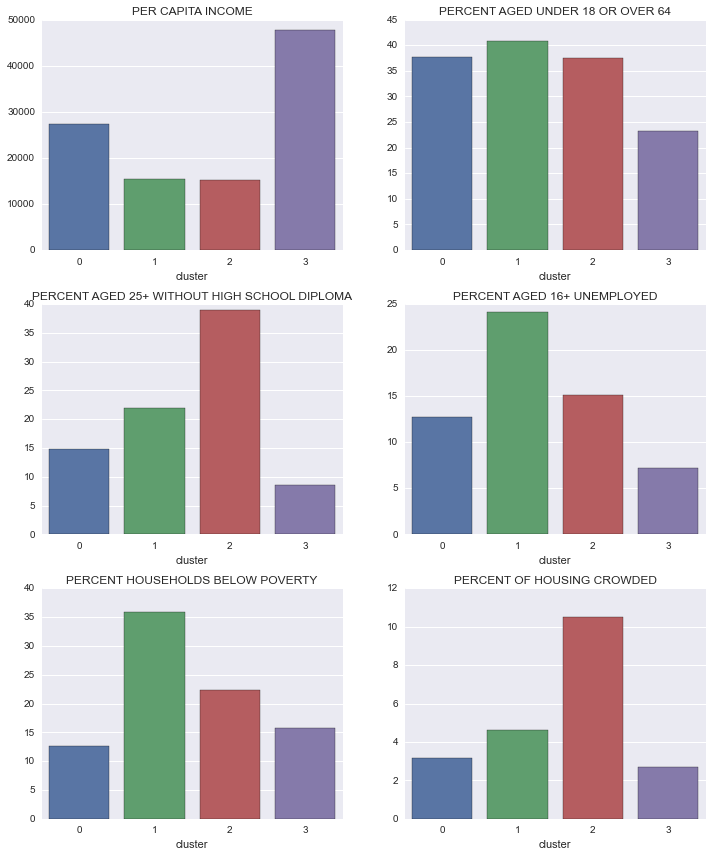 PER CAPITA INCOME
50000
40000
30000
20000
10000
0
0 1 2 3
cluster
PERCENT AGED UNDER 18 OR OVER 64
45
40
35
30
25
20
15
10
5
0
0 1 2 3
cluster
PERCENT AGED 25+ WITHOUT HIGH SCHOOL DIPLOMA
40
35
30
25
20
15
10
5
0
0 1 2 3
cluster
PERCENT AGED 16+ UNEMPLOYED
25
20
15
10
5
0
0 1 2 3
cluster
PERCENT HOUSEHOLDS BELOW POVERTY
40
35
30
25
20
15
10
5
0
0 1 2 3
cluster
PERCENT OF HOUSING CROWDED
12
10
8
6
4
2
0
0 1 2 3
cluster